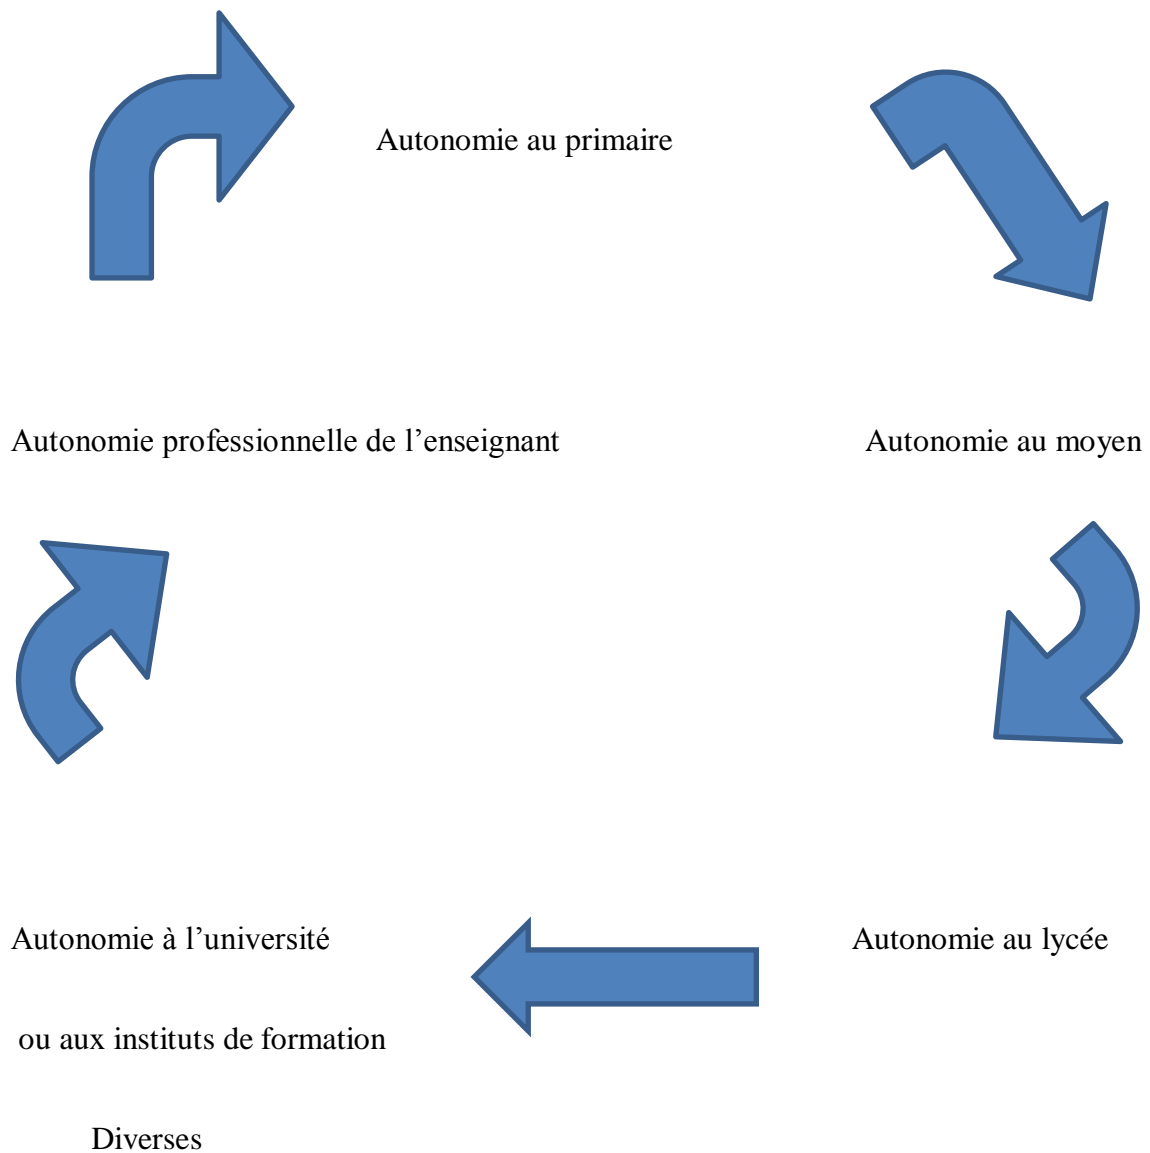 Autonomie au primaire
Autonomie professionnelle de l’enseignant
Autonomie au moyen
Autonomie à l’université
Autonomie au lycée
ou aux instituts de formation
Diverses